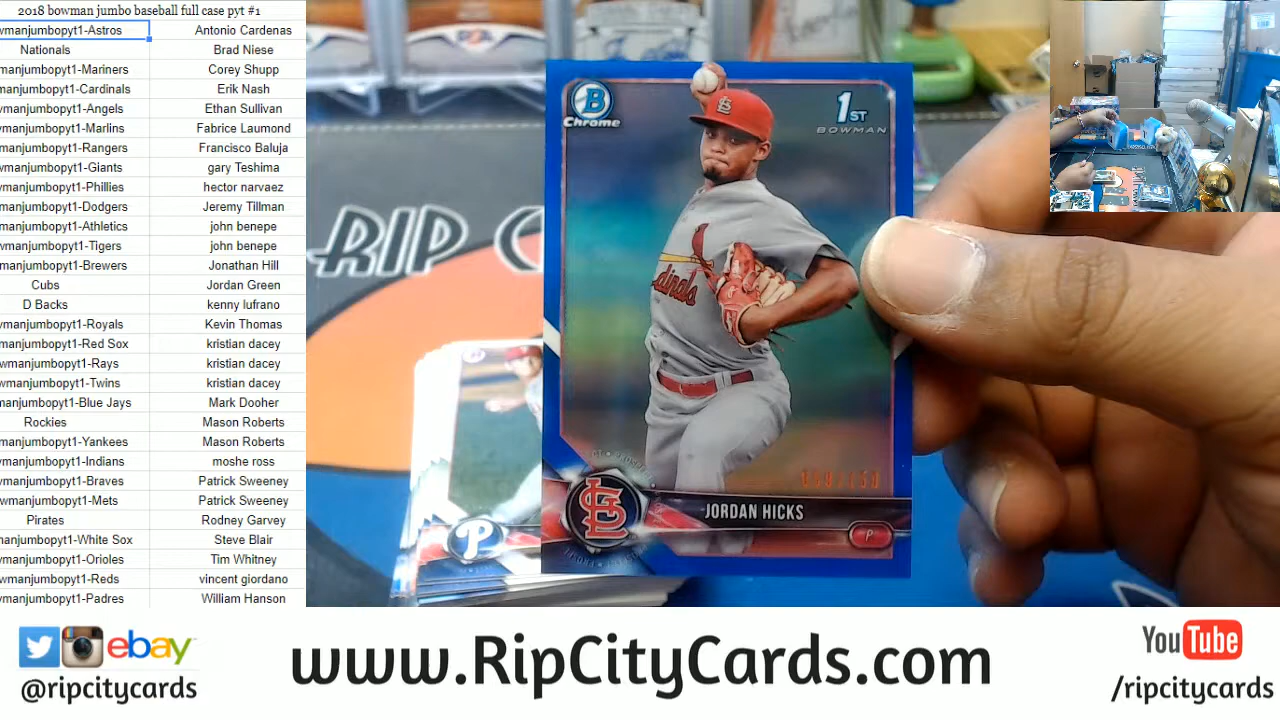 2018 bowman jumbo baseball full case pyt #1
wmanjumbopyt1-Astros Antonio Cardenas
Nationals Brad Niese
manjumbopyt1-Mariners Corey Shupp
manjumbopyt1-Cardinals Erik Nash
wmanjumbopyt1-Angels Ethan Sullivan
wmanjumbopyt1-Marlins Fabrice Laumond
manjumbopyt1-Rangers Francisco Baluja
wmanjumbopyt1-Giants gary Teshima
wmanjumbopyt1-Phillies hector narvaez
wmanjumbopyt1-Dodgers Jeremy Tillman
manjumbopyt1-Athletics john benepe
wmanjumbopyt1-Tigers john benepe
manjumbopyt1-Brewers Jonathan Hill
Cubs Jordan Green
D Backs kenny lufrano
wmanjumbopyt1-Royals Kevin Thomas
manjumbopyt1-Red Sox kristian dacey
wmanjumbopyt1-Rays kristian dacey
wmanjumbopyt1-Twins kristian dacey
manjumbopyt1-Blue Jays Mark Dooher
Rockies Mason Roberts
manjumbopyt1-Yankees Mason Roberts
wmanjumbopyt1-Indians moshe ross
wmanjumbopyt1-Braves Patrick Sweeney
wmanjumbopyt1-Mets Patrick Sweeney
Pirates Rodney Garvey
manjumbopyt1-White Sox Steve Blair
wmanjumbopyt1-Orioles Tim Whitney
wmanjumbopyt1-Reds vincent giordano
wmanjumbopyt1-Padres William Hanson
RIP C
B
Chrome
1ST
BOWMAN
Cardinals
JORDAN HICKS
P
P
ebay
@ripcitycards
www.RipCityCards.com
YouTube
/ripcitycards